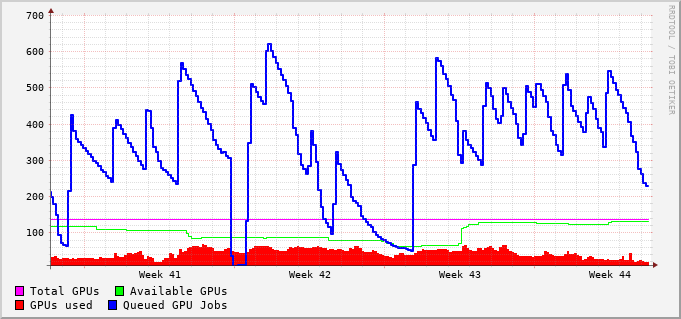 700
600
500
400
300
200
100
Week 41 Week 42 Week 43 Week 44
Total GPUs Available GPUs
GPUs used Queued GPU Jobs
RRDTOOL / TOBI OETIKER